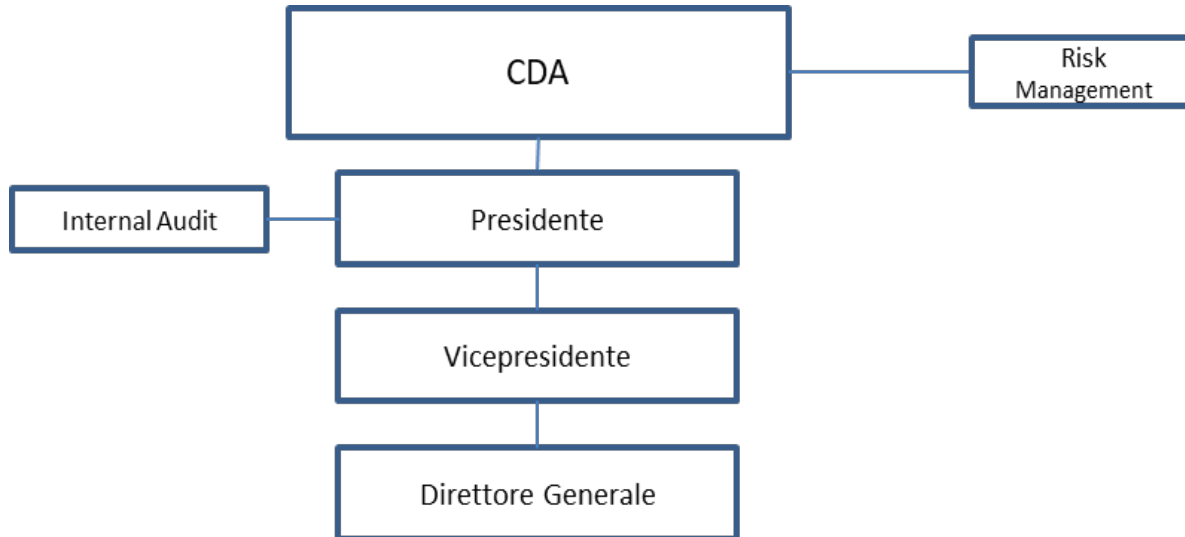 CDA
Risk
Management
Internal Audit
Presidente
Vicepresidente
Direttore Generale